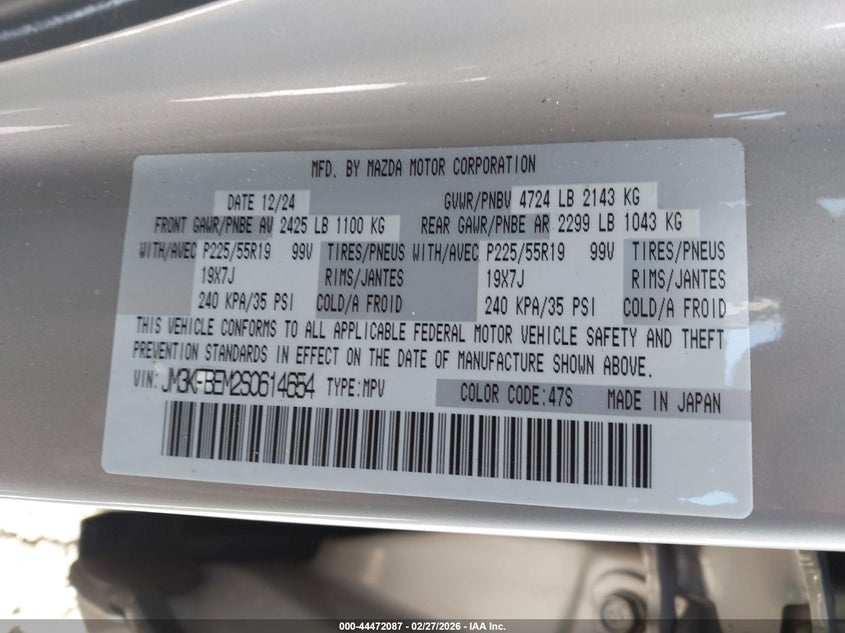 MFD. BY MAZDA MOTOR CORPORATION
DATE 12/24 GVWR/PNBV 4724 LB 2143 KG
FRONT GAWR/PNBE AV 2425 LB 1100 KG REAR GAWR/PNBE AR 2299 LB 1043 KG
WITH/AVEC P225/55R19 99V TIRES/PNEUS WITH/AVEC P225/55R19 99V TIRES/PNEUS
19X7J RIMS/JANTES 19X7J RIMS/JANTES
240 KPA/35 PSI COLD/A FROID 240 KPA/35 PSI COLD/A FROID
THIS VEHICLE CONFORMS TO ALL APPLICABLE FEDERAL MOTOR VEHICLE SAFETY AND THEFT
PREVENTION STANDARDS IN EFFECT ON THE DATE OF MANUFACTURE SHOWN ABOVE.
VIN: JM3KFBEM2S0614654 TYPE:MPV COLOR CODE:47S MADE IN JAPAN
000-44472087 - 02/27/2026 - IAA Inc.